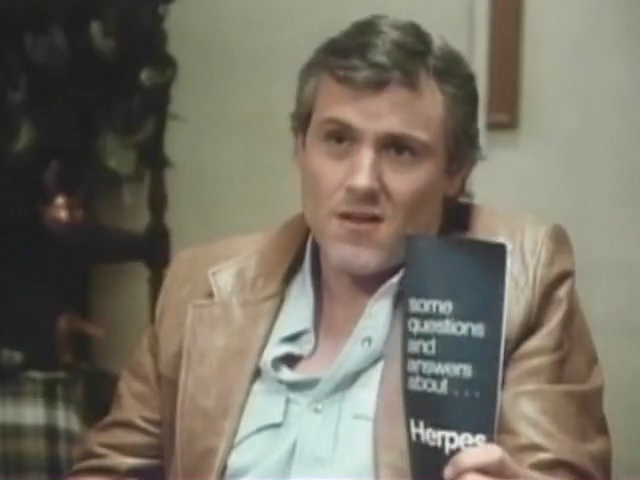 some
questions
and
answers
about . . .
Herpes